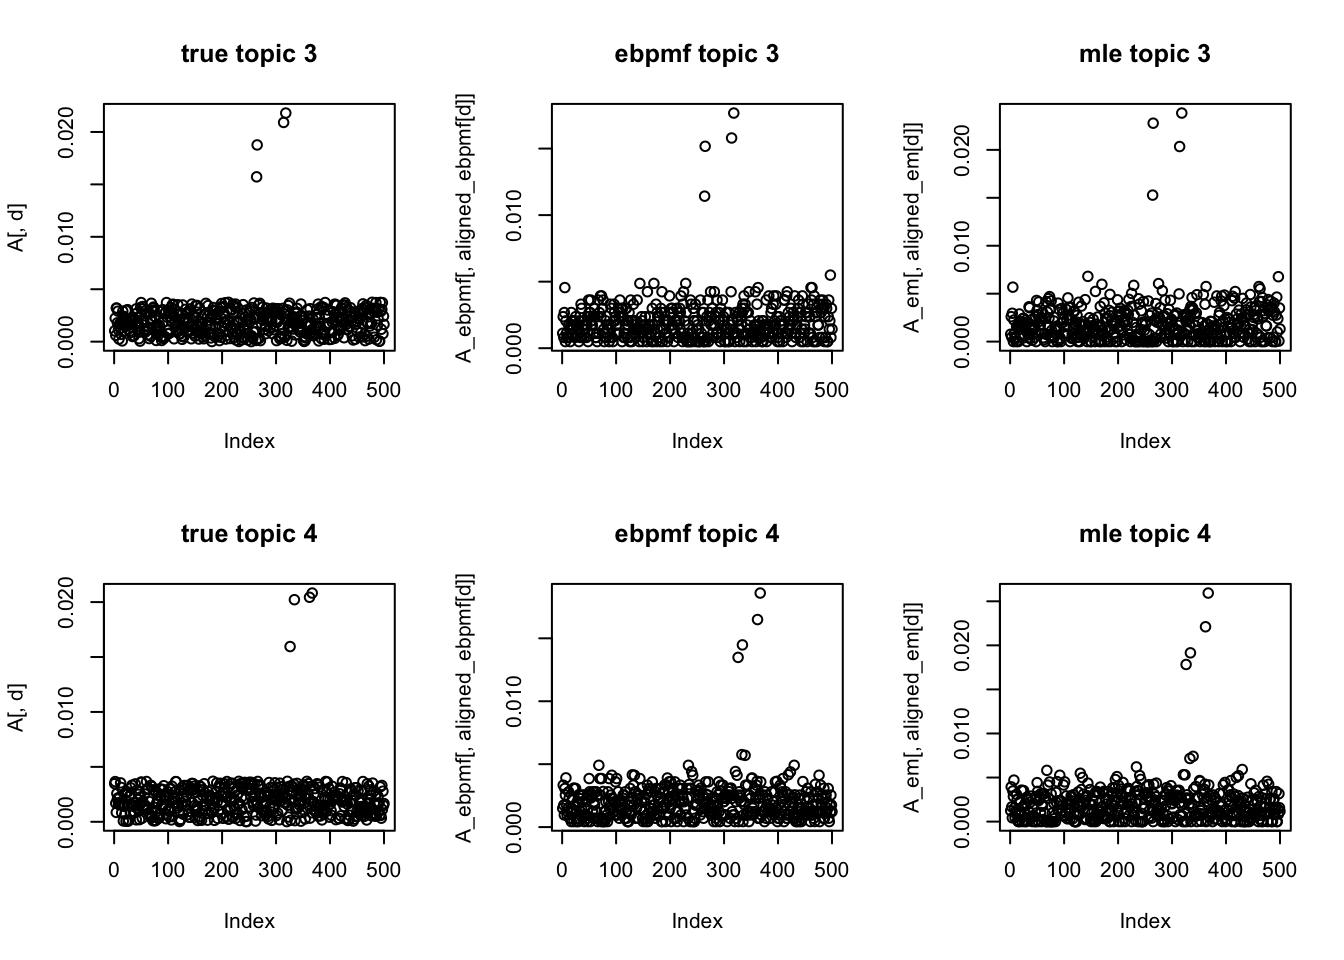 true topic 3
A[, d]
0.020
0.010
0.000
0 100 200 300 400 500
Index
ebpmf topic 3
A_ebpmf[, aligned_ebpmf[d]]
0.010
0.000
0 100 200 300 400 500
Index
mle topic 3
A_em[, aligned_em[d]]
0.020
0.010
0.000
0 100 200 300 400 500
Index
true topic 4
A[, d]
0.020
0.010
0.000
0 100 200 300 400 500
Index
ebpmf topic 4
A_ebpmf[, aligned_ebpmf[d]]
0.010
0.000
0 100 200 300 400 500
Index
mle topic 4
A_em[, aligned_em[d]]
0.020
0.010
0.000
0 100 200 300 400 500
Index